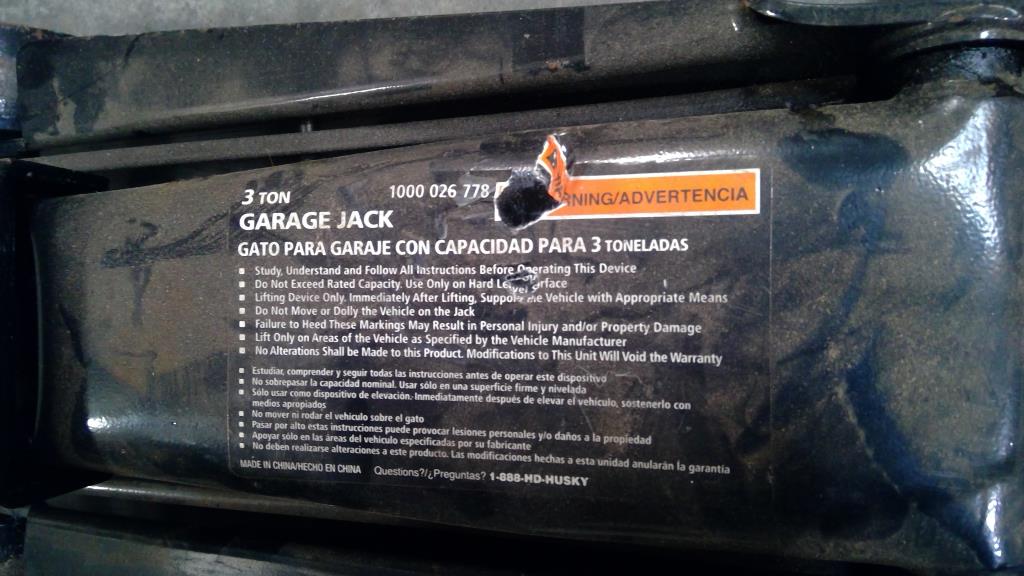 3 TON 1000 026 778
RNING/ADVERTENCIA
GARAGE JACK
GATO PARA GARAJE CON CAPACIDAD PARA 3 TONELADAS
▪ Study, Understand and Follow All Instructions Before Operating This Device
▪ Do Not Exceed Rated Capacity. Use Only on Hard Level Surface
▪ Lifting Device Only. Immediately After Lifting, Support the Vehicle with Appropriate Means
▪ Do Not Move or Dolly the Vehicle on the Jack
▪ Failure to Heed These Markings May Result in Personal Injury and/or Property Damage
▪ Lift Only on Areas of the Vehicle as Specified by the Vehicle Manufacturer
▪ No Alterations Shall be Made to this Product. Modifications to This Unit Will Void the Warranty
▪ Estudiar, comprender y seguir todas las instrucciones antes de operar este dispositivo
▪ No sobrepasar la capacidad nominal. Usar sólo en una superficie firme y nivelada
▪ Sólo usar como dispositivo de elevación. Inmediatamente después de elevar el vehículo, sostenerlo con
medios apropiados
▪ No mover ni rodar el vehículo sobre el gato
▪ Pasar por alto estas instrucciones puede provocar lesiones personales y/o daños a la propiedad
▪ Apoyar sólo en las áreas del vehículo especificadas por su fabricante
▪ No deben realizarse alteraciones a este producto. Las modificaciones hechas a esta unidad anularán la garantía
MADE IN CHINA/HECHO EN CHINA Questions?/¿Preguntas? 1-888-HD-HUSKY